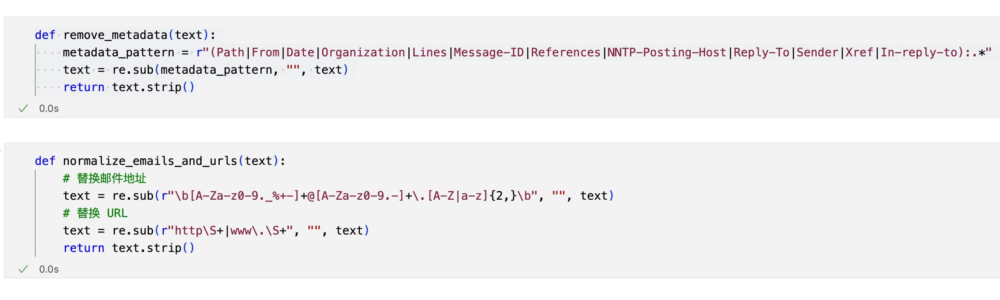 def remove_metadata(text):
    metadata_pattern = r"(Path|From|Date|Organization|Lines|Message-ID|References|NNTP-Posting-Host|Reply-To|Sender|Xref|In-reply-to):.*"
    text = re.sub(metadata_pattern, "", text)
    return text.strip()
0.0s
def normalize_emails_and_urls(text):
    # 替换邮件地址
    text = re.sub(r"\b[A-Za-z0-9._%+-]+@[A-Za-z0-9.-]+\.[A-Z|a-z]{2,}\b", "", text)
    # 替换 URL
    text = re.sub(r"http\S+|www\.\S+", "", text)
    return text.strip()
0.0s